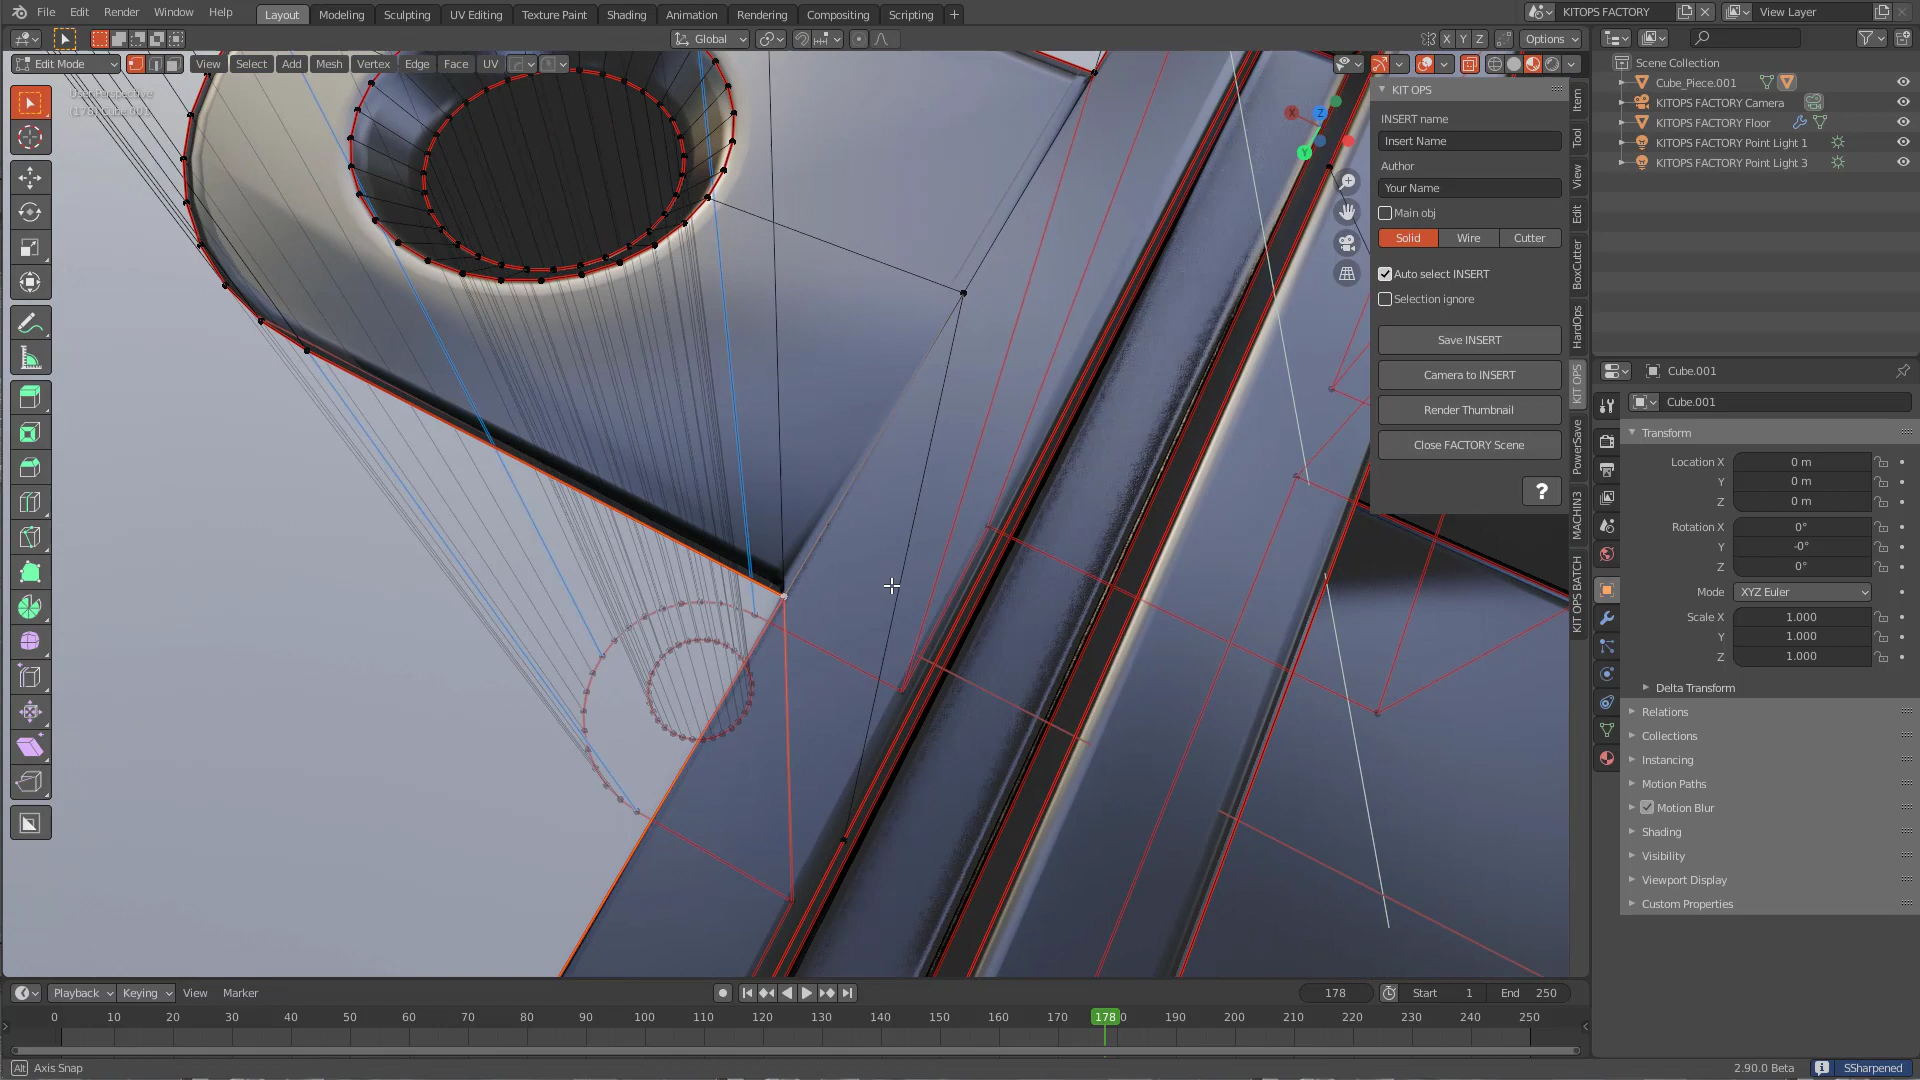 File Edit Render Window Help Layout Modeling Sculpting UV Editing Texture Paint Shading Animation Rendering Compositing Scripting + KITOPS FACTORY View Layer
Global X Y Z Options
Edit Mode View Select Add Mesh Vertex Edge Face UV
User Perspective
(178) Cube.001
X Z Y
KIT OPS
INSERT name
Insert Name
Author
Your Name
Main obj
Solid Wire Cutter
Auto select INSERT
Selection ignore
Save INSERT
Camera to INSERT
Render Thumbnail
Close FACTORY Scene
?
Item
Tool
View
Edit
BoxCutter
HardOps
KIT OPS
PowerSave
MACHIN3
KIT OPS BATCH
Scene Collection
Cube_Piece.001
KITOPS FACTORY Camera
KITOPS FACTORY Floor
KITOPS FACTORY Point Light 1
KITOPS FACTORY Point Light 3
Cube.001
Cube.001
Transform
Location X 0 m
Y 0 m
Z 0 m
Rotation X 0°
Y -0°
Z 0°
Mode XYZ Euler
Scale X 1.000
Y 1.000
Z 1.000
Delta Transform
Relations
Collections
Instancing
Motion Paths
Motion Blur
Shading
Visibility
Viewport Display
Custom Properties
Playback Keying View Marker 178 Start 1 End 250
0 10 20 30 40 50 60 70 80 90 100 110 120 130 140 150 160 170 178 0 190 200 210 220 230 240 250
Alt Axis Snap 2.90.0 Beta SSharpened